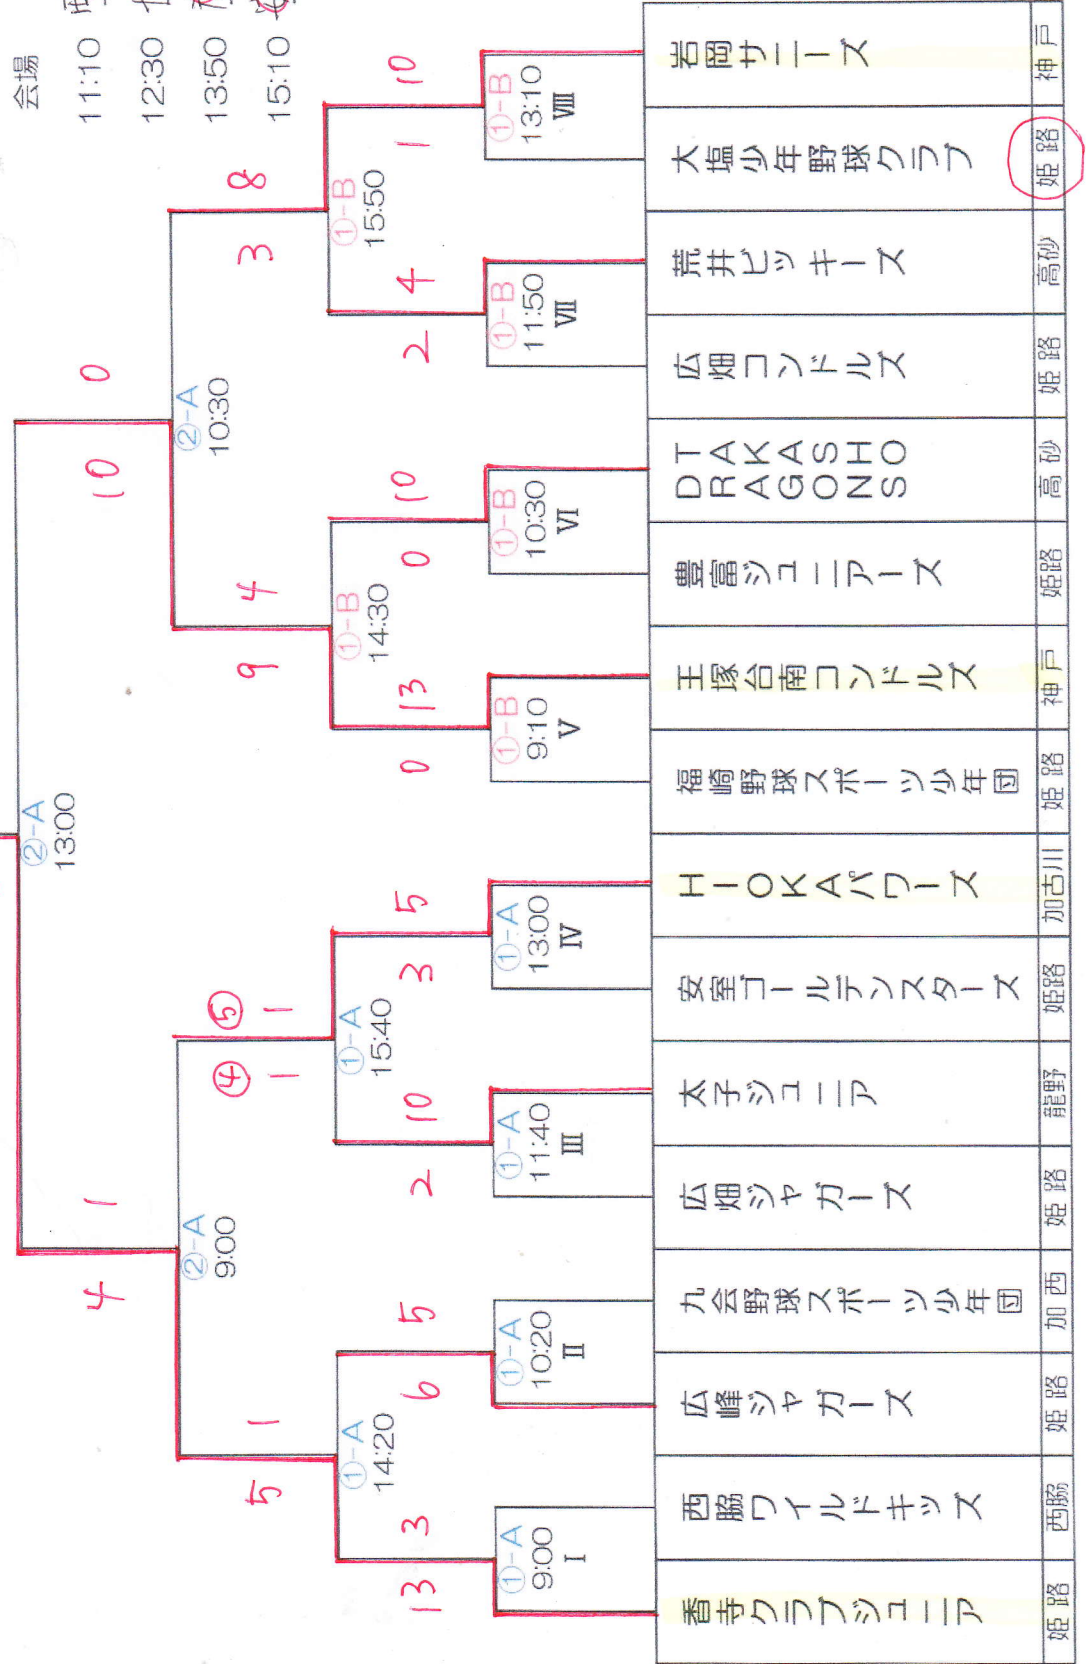 会場
11:10
12:30
13:50
15:10
②-A
13:00
0
10
4
1
②-A
10:30
②-A
9:00
8
3
9
4
⑤ 1
④ 1
5
1
①-B
15:50
①-B
14:30
①-A
15:40
①-A
14:20
10
1
4
2
10
0
13
0
5
3
10
2
5
6
3
13
①-B
13:10
Ⅷ
①-B
11:50
Ⅶ
①-B
10:30
Ⅵ
①-B
9:10
Ⅴ
①-A
13:00
Ⅳ
①-A
11:40
Ⅲ
①-A
10:20
Ⅱ
①-A
9:00
Ⅰ
岩岡サニーズ
神戸
大塩少年野球クラブ
姫路
荒井ビッキーズ
高砂
広畑コンドルズ
姫路
TAKASHO
DRAGONS
高砂
豊富ジュニアーズ
姫路
王塚台南コンドルズ
神戸
福崎野球スポーツ少年団
姫路
HIOKAパワーズ
加古川
安室ゴールデンスターズ
姫路
太子ジュニア
龍野
広畑ジャガーズ
姫路
九会野球スポーツ少年団
加西
広峰ジャガーズ
姫路
西脇ワイルドキッズ
西脇
香寺クラブジュニア
姫路